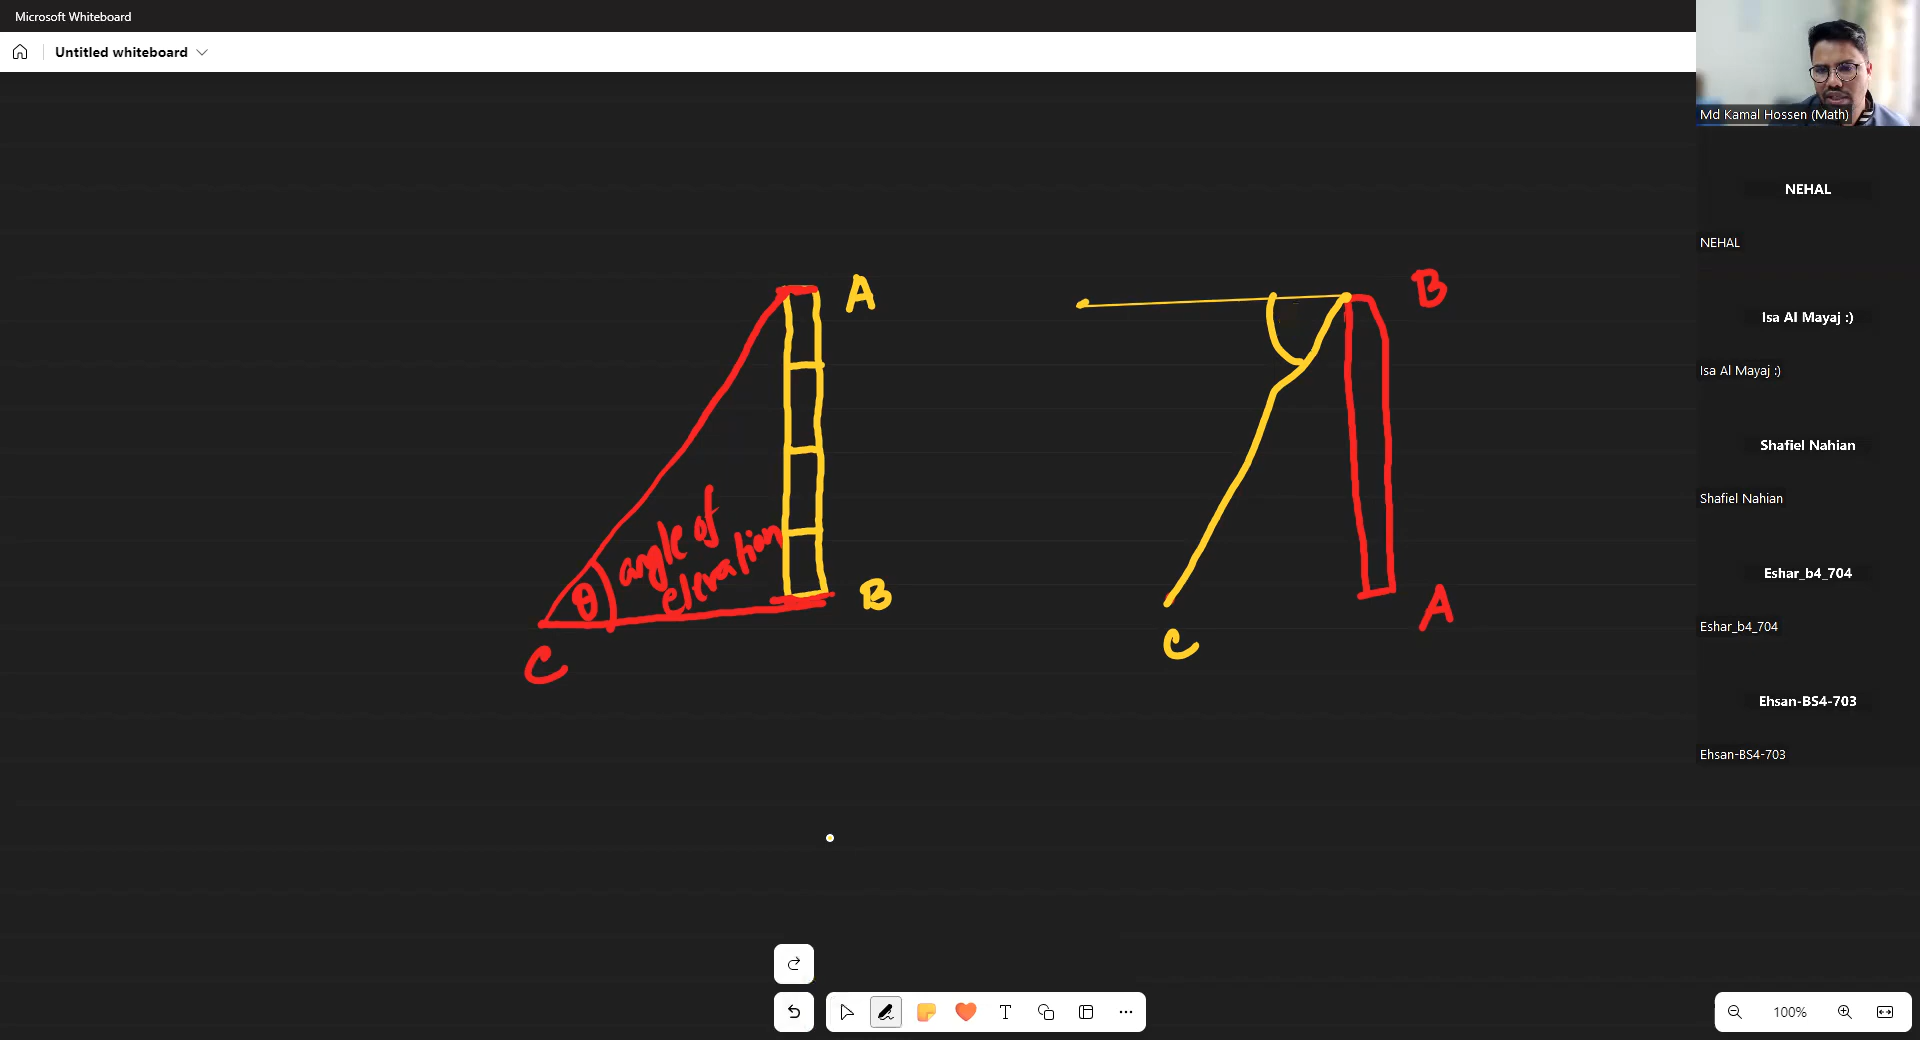 Microsoft Whiteboard
Untitled whiteboard
Md Kamal Hossen (Math)
NEHAL
NEHAL
Isa Al Mayaj :)
Isa Al Mayaj :)
Shafiel Nahian
Shafiel Nahian
Eshar_b4_704
Eshar_b4_704
Ehsan-BS4-703
Ehsan-BS4-703
A
B
angle of
elevation
θ
B
C
C
A
T
100%